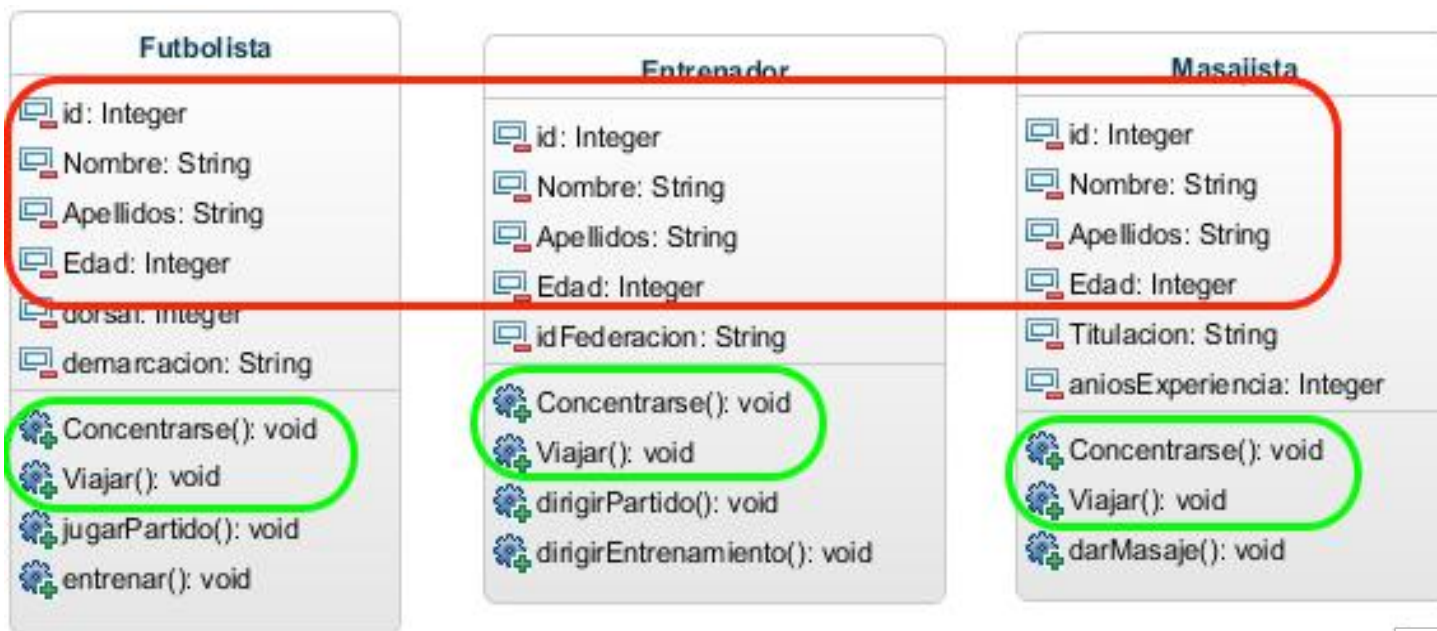 Futbolista
id: Integer
Nombre: String
Apellidos: String
Edad: Integer
dorsal: Integer
demarcacion: String
Concentrarse(): void
Viajar(): void
jugarPartido(): void
entrenar(): void
Entrenador
id: Integer
Nombre: String
Apellidos: String
Edad: Integer
idFederacion: String
Concentrarse(): void
Viajar(): void
dirigirPartido(): void
dirigirEntrenamiento(): void
Masajista
id: Integer
Nombre: String
Apellidos: String
Edad: Integer
Titulacion: String
aniosExperiencia: Integer
Concentrarse(): void
Viajar(): void
darMasaje(): void